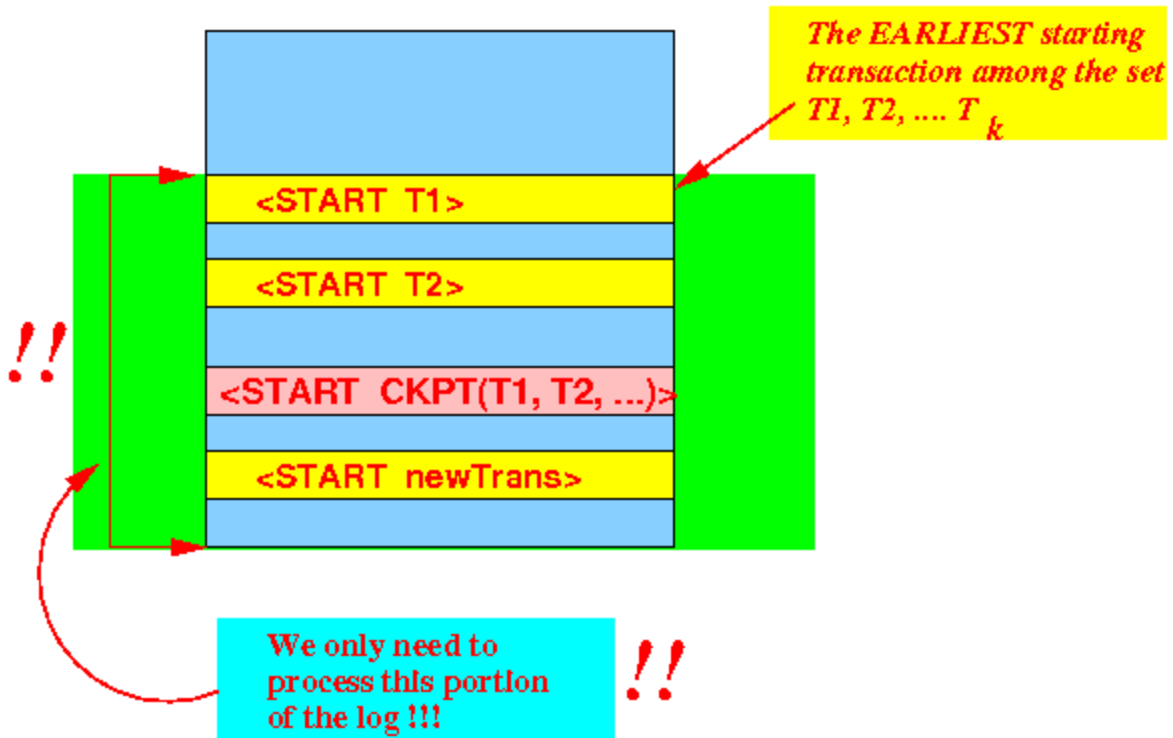 The EARLIEST starting
transaction among the set
T1, T2, .... T k
<START T1>
<START T2>
!!
<START CKPT(T1, T2, ...)>
<START newTrans>
We only need to
process this portion
of the log !!!
!!